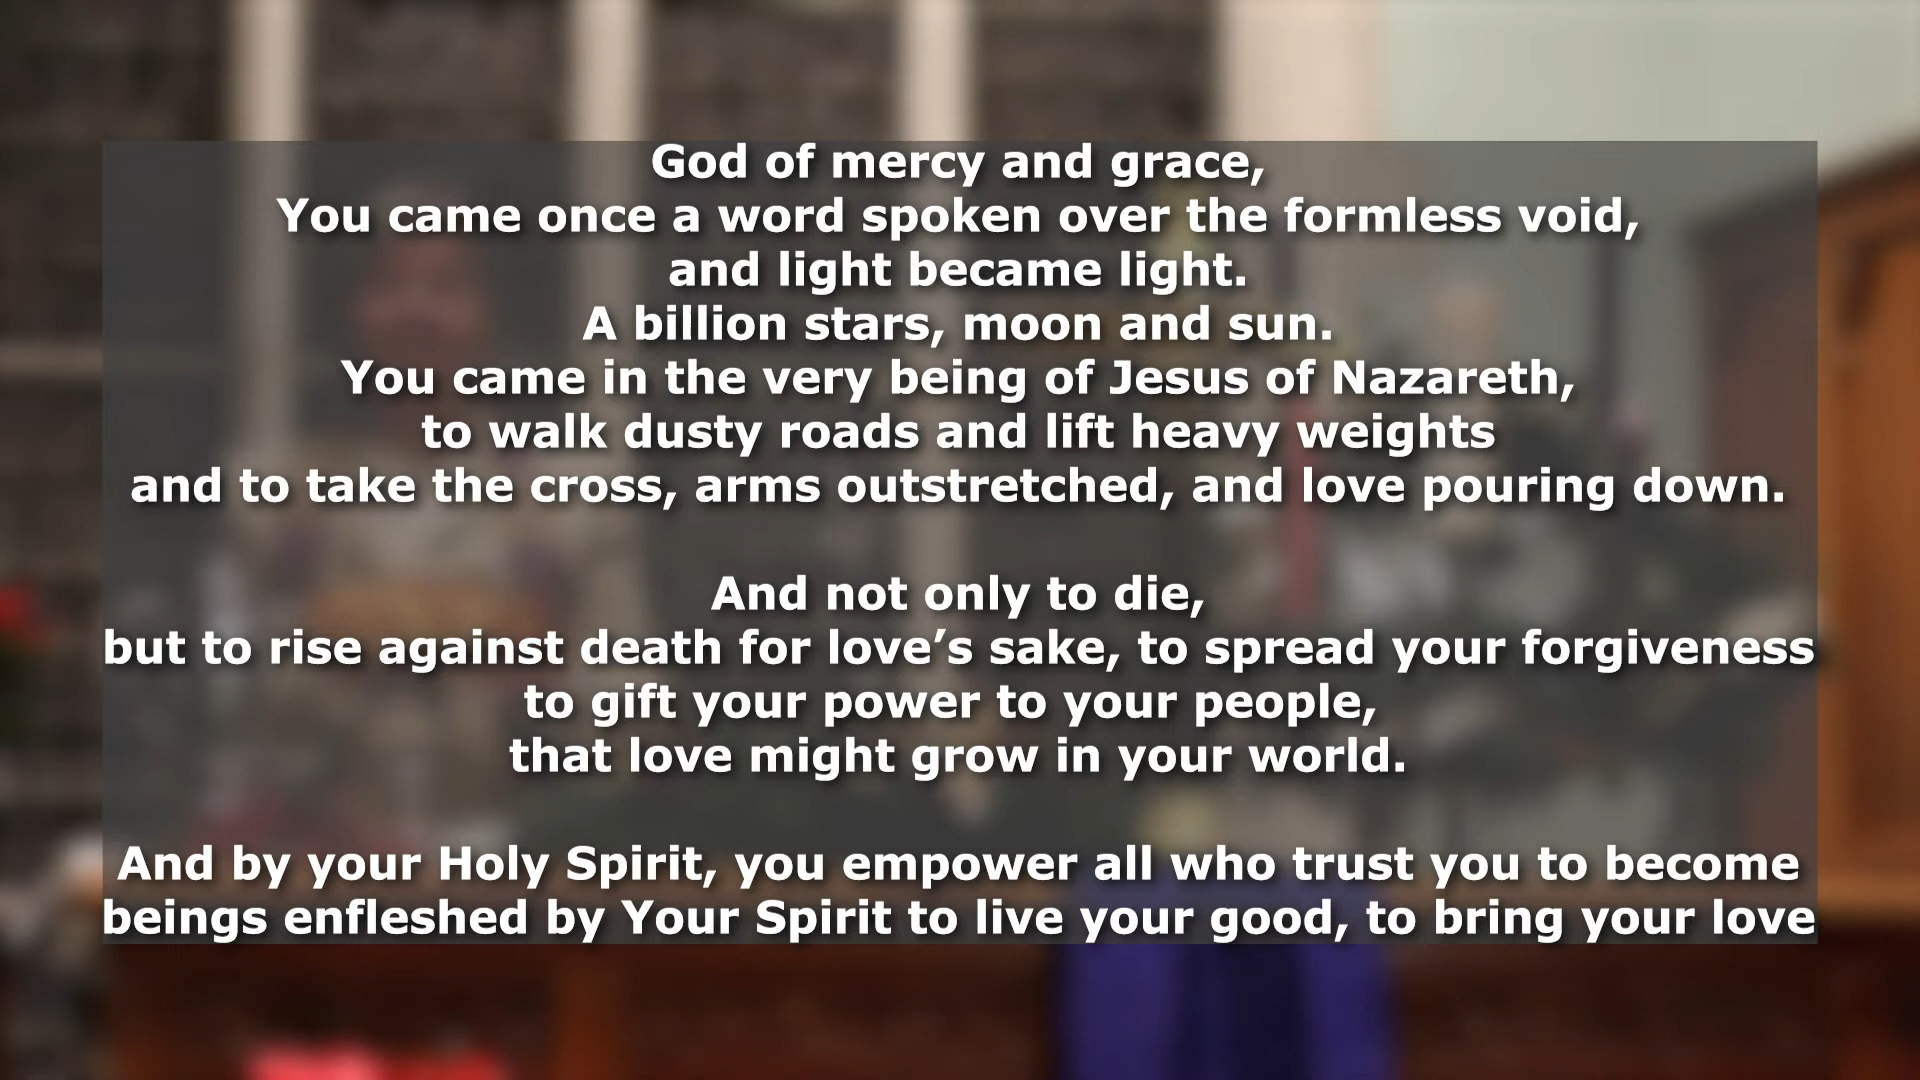 God of mercy and grace,
You came once a word spoken over the formless void,
and light became light.
A billion stars, moon and sun.
You came in the very being of Jesus of Nazareth,
to walk dusty roads and lift heavy weights
and to take the cross, arms outstretched, and love pouring down.
And not only to die,
but to rise against death for love’s sake, to spread your forgiveness
to gift your power to your people,
that love might grow in your world.
And by your Holy Spirit, you empower all who trust you to become
beings enfleshed by Your Spirit to live your good, to bring your love